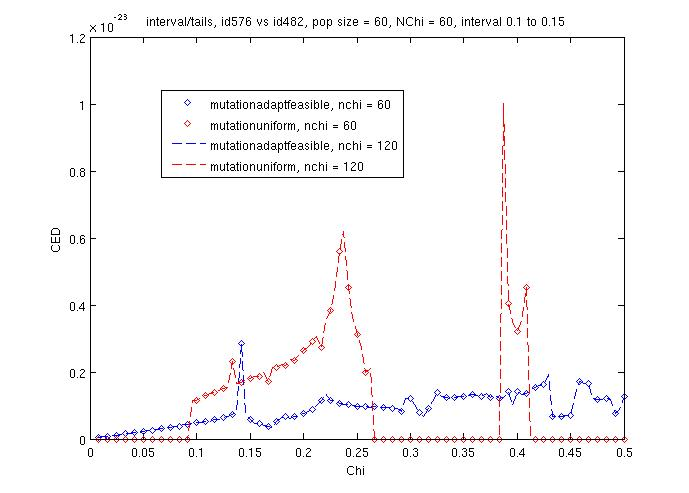 interval/tails, id576 vs id482, pop size = 60, NChi = 60, interval 0.1 to 0.15
×10^-23
1.2
1
0.8
0.6
0.4
0.2
0
CED
mutationadaptfeasible, nchi = 60
mutationuniform, nchi = 60
mutationadaptfeasible, nchi = 120
mutationuniform, nchi = 120
0 0.05 0.1 0.15 0.2 0.25 0.3 0.35 0.4 0.45 0.5
Chi